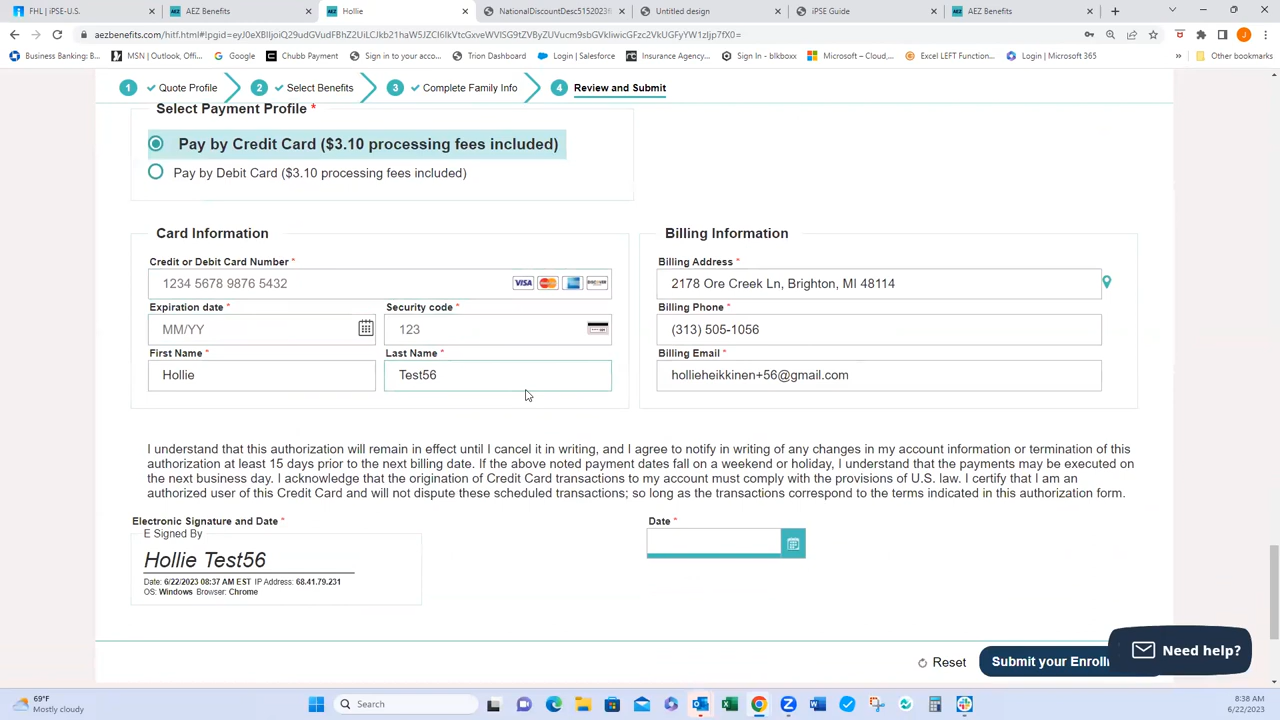 FHL | iPSE-U.S.
AEZ Benefits
Hollie
NationalDiscountDesc5152023
Untitled design
iPSE Guide
AEZ Benefits
Business Banking: B...
MSN | Outlook, Offi...
Google
Chubb Payment
Sign in to your acco...
Trio Dashboard
Login | Salesforce
Insurance Agency...
Sign In - blkboxx
Microsoft – Cloud,...
Excel LEFT Function...
Login | Microsoft 365
Other bookmarks
1 Quote Profile
2 Select Benefits
3 Complete Family Info
4 Review and Submit
Select Payment Profile *
Pay by Credit Card ($3.10 processing fees included)
Pay by Debit Card ($3.10 processing fees included)
Card Information
Credit or Debit Card Number *
1234 5678 9876 5432
VISA
Expiration date *
Security code *
MM/YY
123
First Name *
Last Name *
Hollie
Test56
Billing Information
Billing Address *
2178 Ore Creek Ln, Brighton, MI 48114
Billing Phone *
(313) 505-1056
Billing Email *
hollieheikkinen+56@gmail.com
I understand that this authorization will remain in effect until I cancel it in writing, and I agree to notify in writing of any changes in my account information or termination of this
authorization at least 15 days prior to the next billing date. If the above noted payment dates fall on a weekend or holiday, I understand that the payments may be executed on
the next business day. I acknowledge that the origination of Credit Card transactions to my account must comply with the provisions of U.S. law. I certify that I am an
authorized user of this Credit Card and will not dispute these scheduled transactions; so long as the transactions correspond to the terms indicated in this authorization form.
Electronic Signature and Date *
E Signed By
Hollie Test56
Date: 6/22/2023 08:37 AM EST IP Address: 68.41.79.231
OS: Windows Browser: Chrome
Date *
Reset
Submit your Enrolli
Need help?
69°F
Mostly cloudy
Search
8:38 AM
6/22/2023